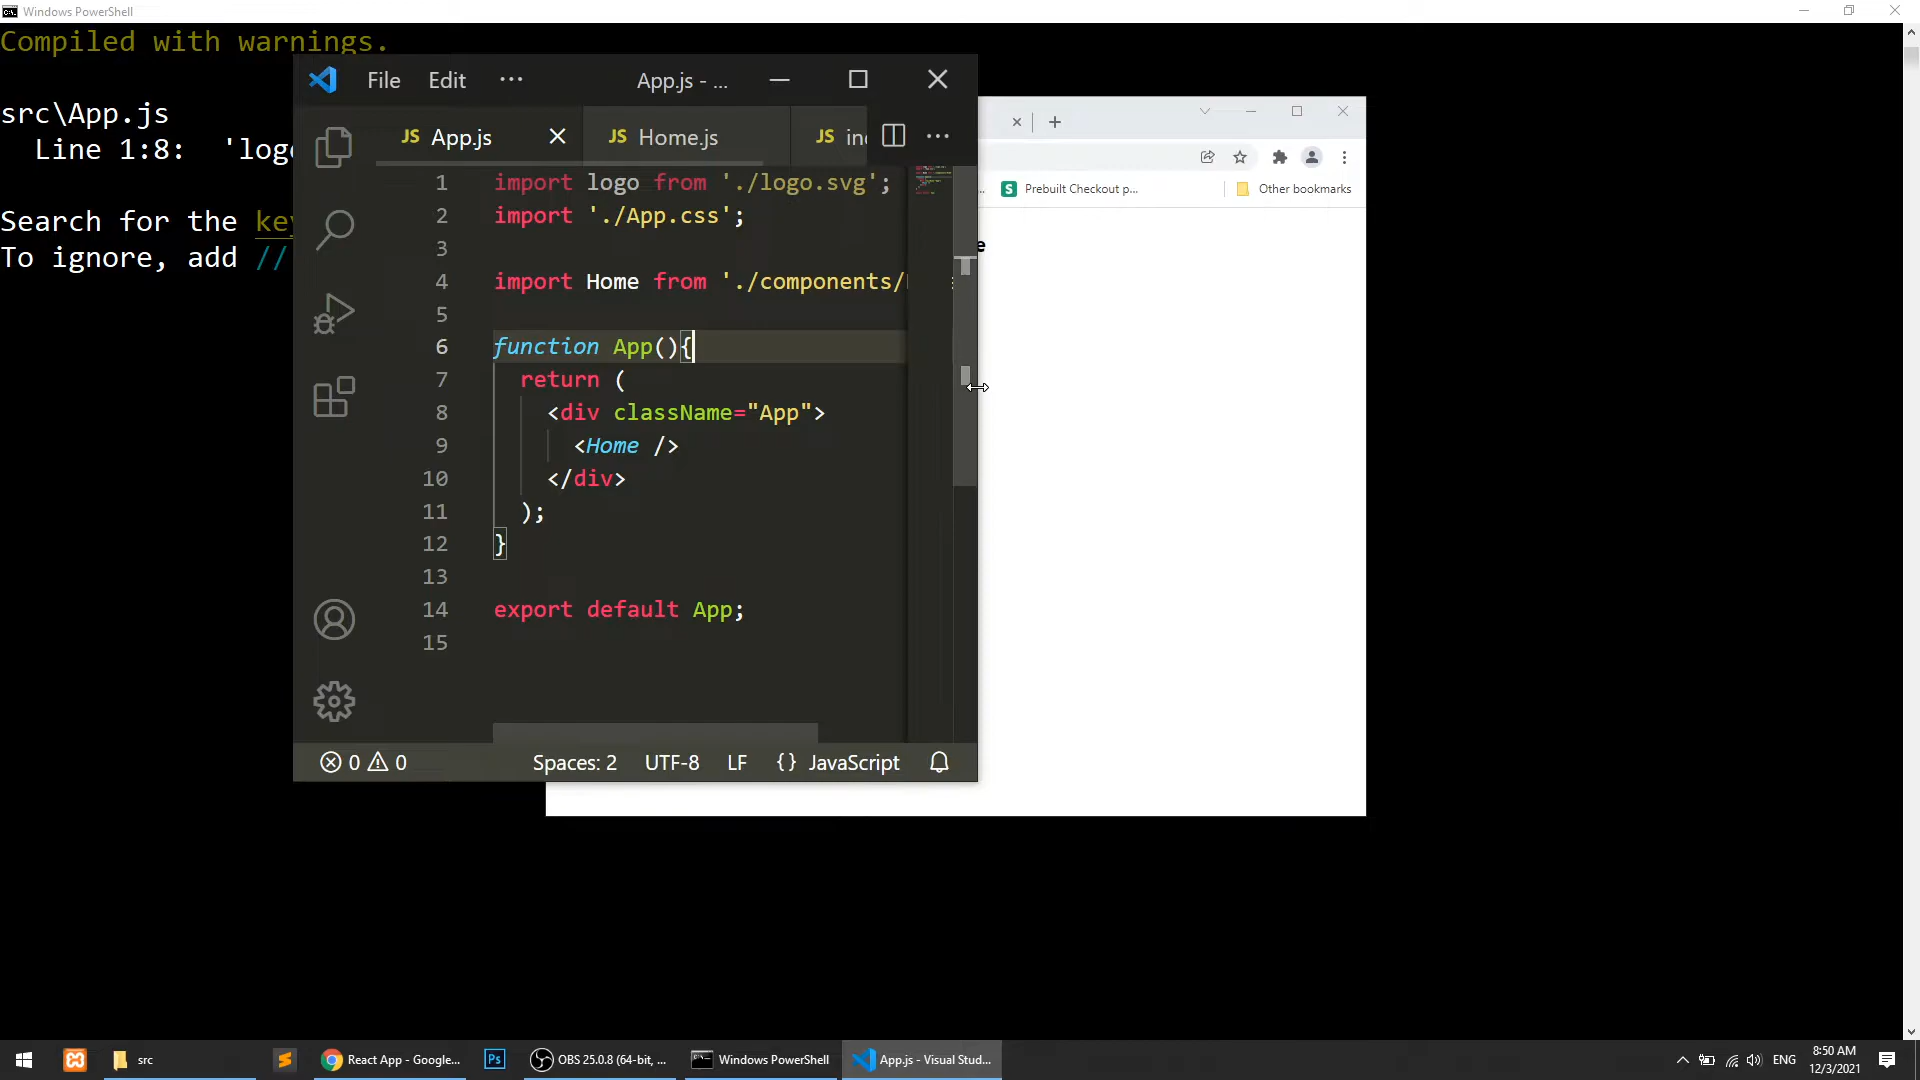 Windows PowerShell
Compiled with warnings.
src\App.js
Line 1:8:
Search for the
To ignore, add //
File Edit ···
App.js - ...
JS App.js
JS Home.js
JS
1 import logo from './logo.svg';
2 import './App.css';
3
4 import Home from './components/
5
6 function App(){
7 return (
8 <div className="App">
9 <Home />
10 </div>
11 );
12 }
13
14 export default App;
15
0 0
Spaces: 2
UTF-8
LF
{} JavaScript
S Prebuilt Checkout p...
Other bookmarks
src
React App - Google...
Ps
OBS 25.0.8 (64-bit, ...
Windows PowerShell
App.js - Visual Stud...
ENG
8:50 AM
12/3/2021